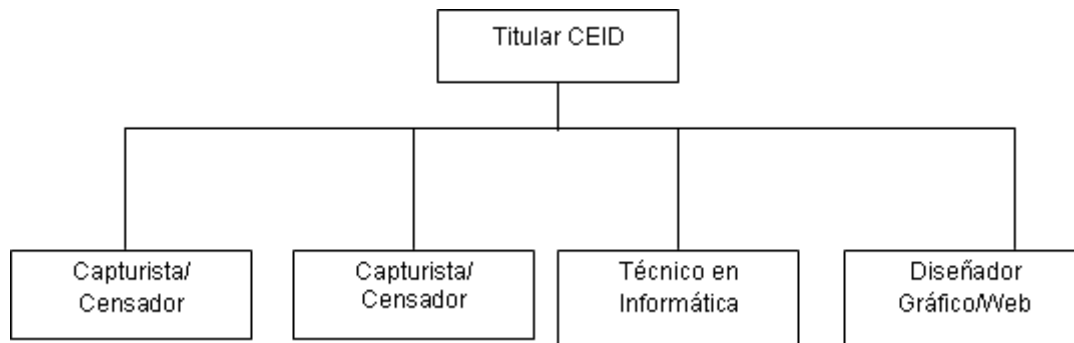 Titular CEID
Capturista/
Censador
Capturista/
Censador
Técnico en
Informática
Diseñador
Gráfico/Web